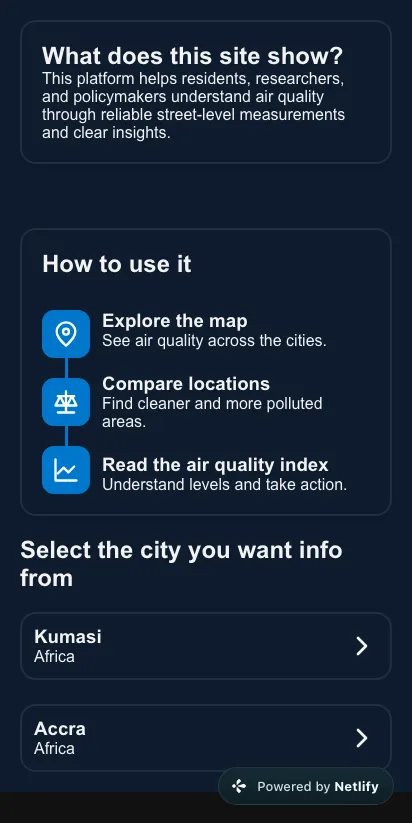 What does this site show?
This platform helps residents, researchers,
and policymakers understand air quality
through reliable street-level measurements
and clear insights.
How to use it
Explore the map
See air quality across the cities.
Compare locations
Find cleaner and more polluted
areas.
Read the air quality index
Understand levels and take action.
Select the city you want info
from
Kumasi
Africa
Accra
Africa
Powered by Netlify